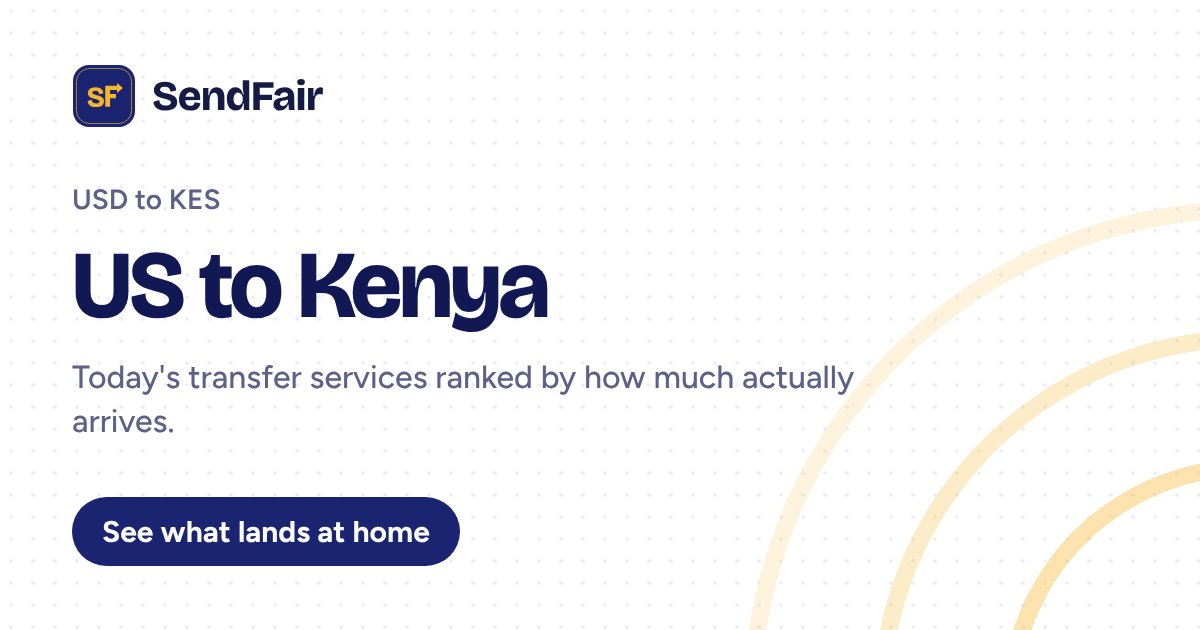 SF
SendFair
USD to KES
US to Kenya
Today's transfer services ranked by how much actually
arrives.
See what lands at home